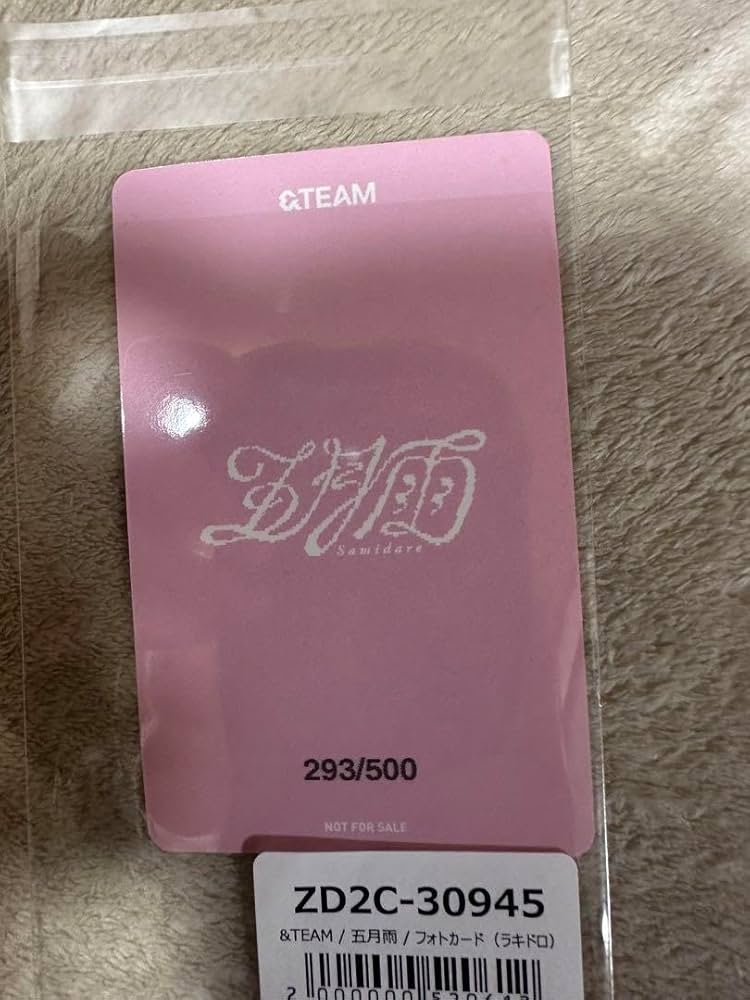 &TEAM
五月雨
Samidare
293/500
NOT FOR SALE
ZD2C-30945
&TEAM / 五月雨 / フォトカード (ラキドロ)